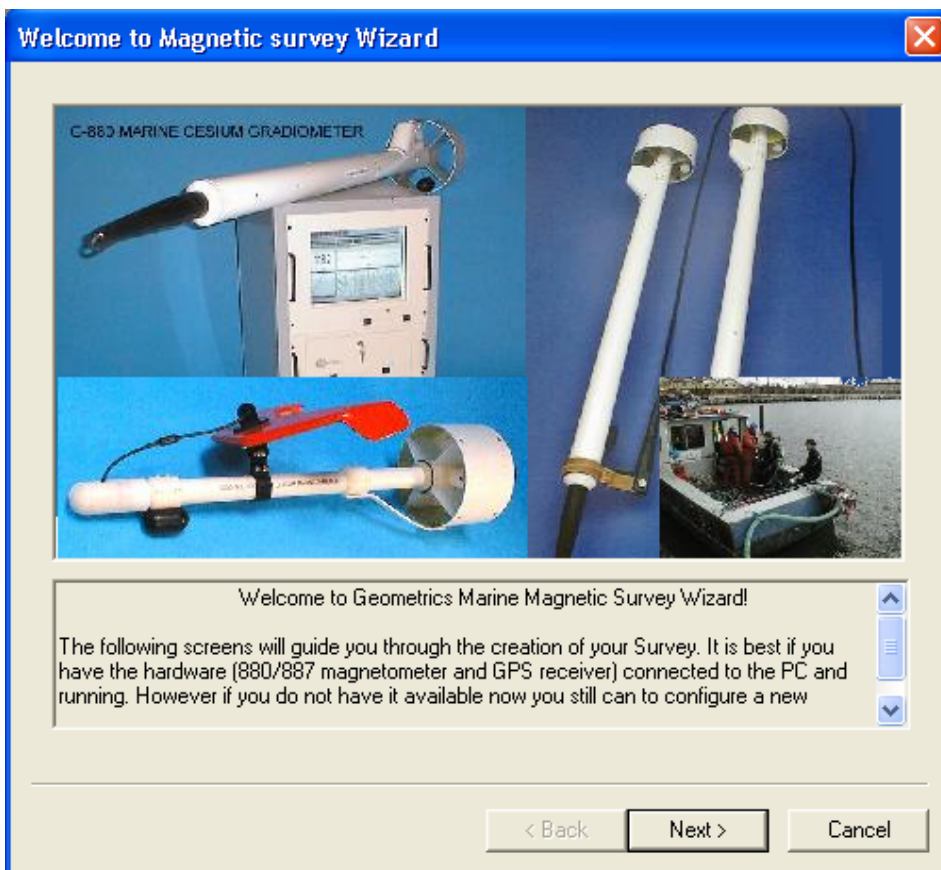 Welcome to Magnetic survey Wizard
G-880 MARINE CESIUM GRADIOMETER
Welcome to Geometrics Marine Magnetic Survey Wizard!
The following screens will guide you through the creation of your Survey. It is best if you
have the hardware (880/887 magnetometer and GPS receiver) connected to the PC and
running. However if you do not have it available now you still can to configure a new
< Back
Next >
Cancel